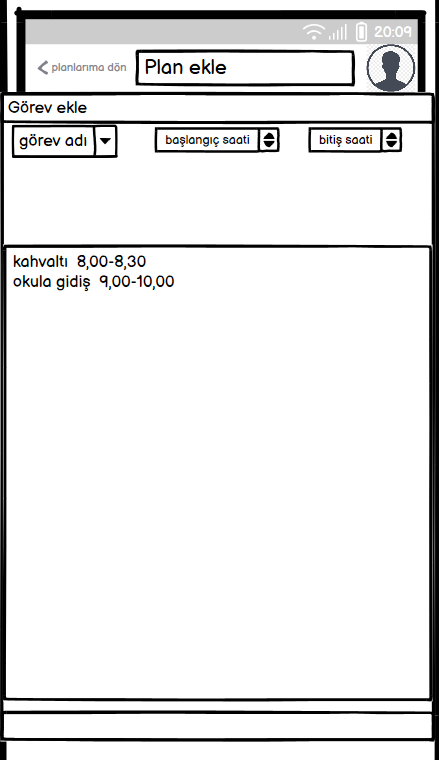 20:09
planlarıma dön Plan ekle
Görev ekle
görev adı başlangıç saati bitiş saati
kahvaltı 8,00-8,30
okula gidiş 9,00-10,00